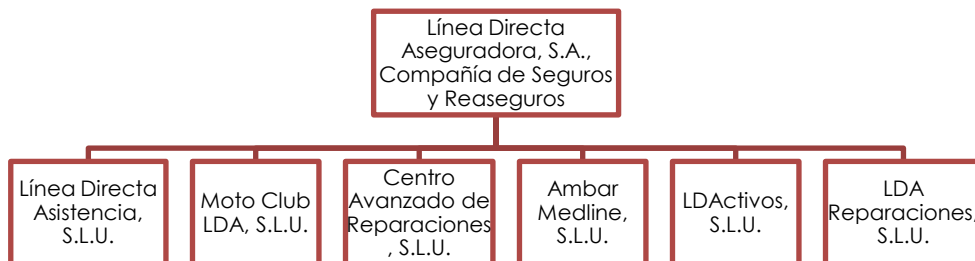 Línea Directa
Aseguradora, S.A.,
Compañía de Seguros
y Reaseguros
Línea Directa
Asistencia,
S.L.U.
Moto Club
LDA, S.L.U.
Centro
Avanzado de
Reparaciones
, S.L.U.
Ambar
Medline,
S.L.U.
LDActivos,
S.L.U.
LDA
Reparaciones,
S.L.U.